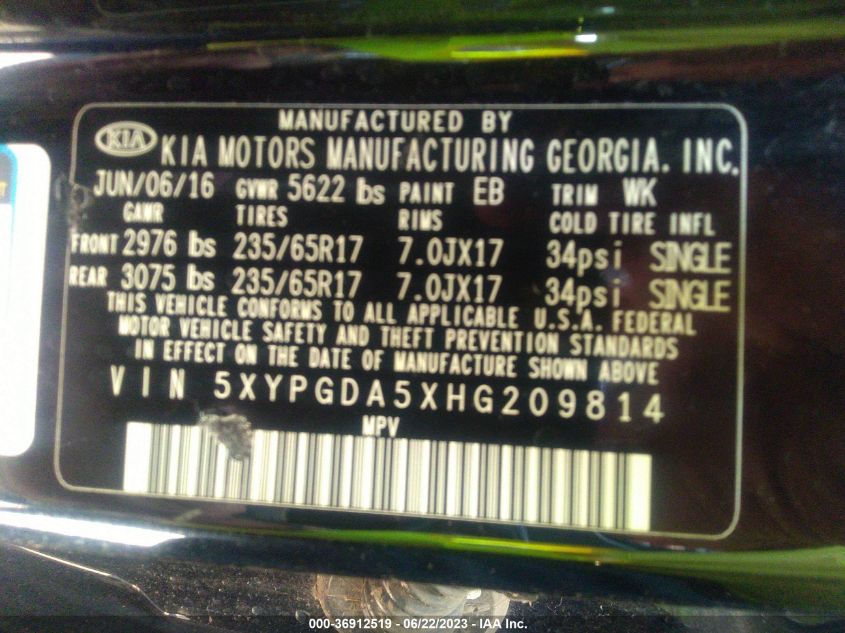 MANUFACTURED BY
KIA KIA MOTORS MANUFACTURING GEORGIA. INC.
JUN/06/16 GVWR 5622 lbs PAINT EB TRIM WK
GAWR TIRES RIMS COLD TIRE INFL
FRONT 2976 lbs 235/65R17 7.0JX17 34psi SINGLE
REAR 3075 lbs 235/65R17 7.0JX17 34psi SINGLE
THIS VEHICLE CONFORMS TO ALL APPLICABLE U.S.A. FEDERAL
MOTOR VEHICLE SAFETY AND THEFT PREVENTION STANDARDS
IN EFFECT ON THE DATE OF MANUFACTURE SHOWN ABOVE
VIN 5XYPGDA5XHG209814
MPV
000-36912519 - 06/22/2023 - IAA Inc.